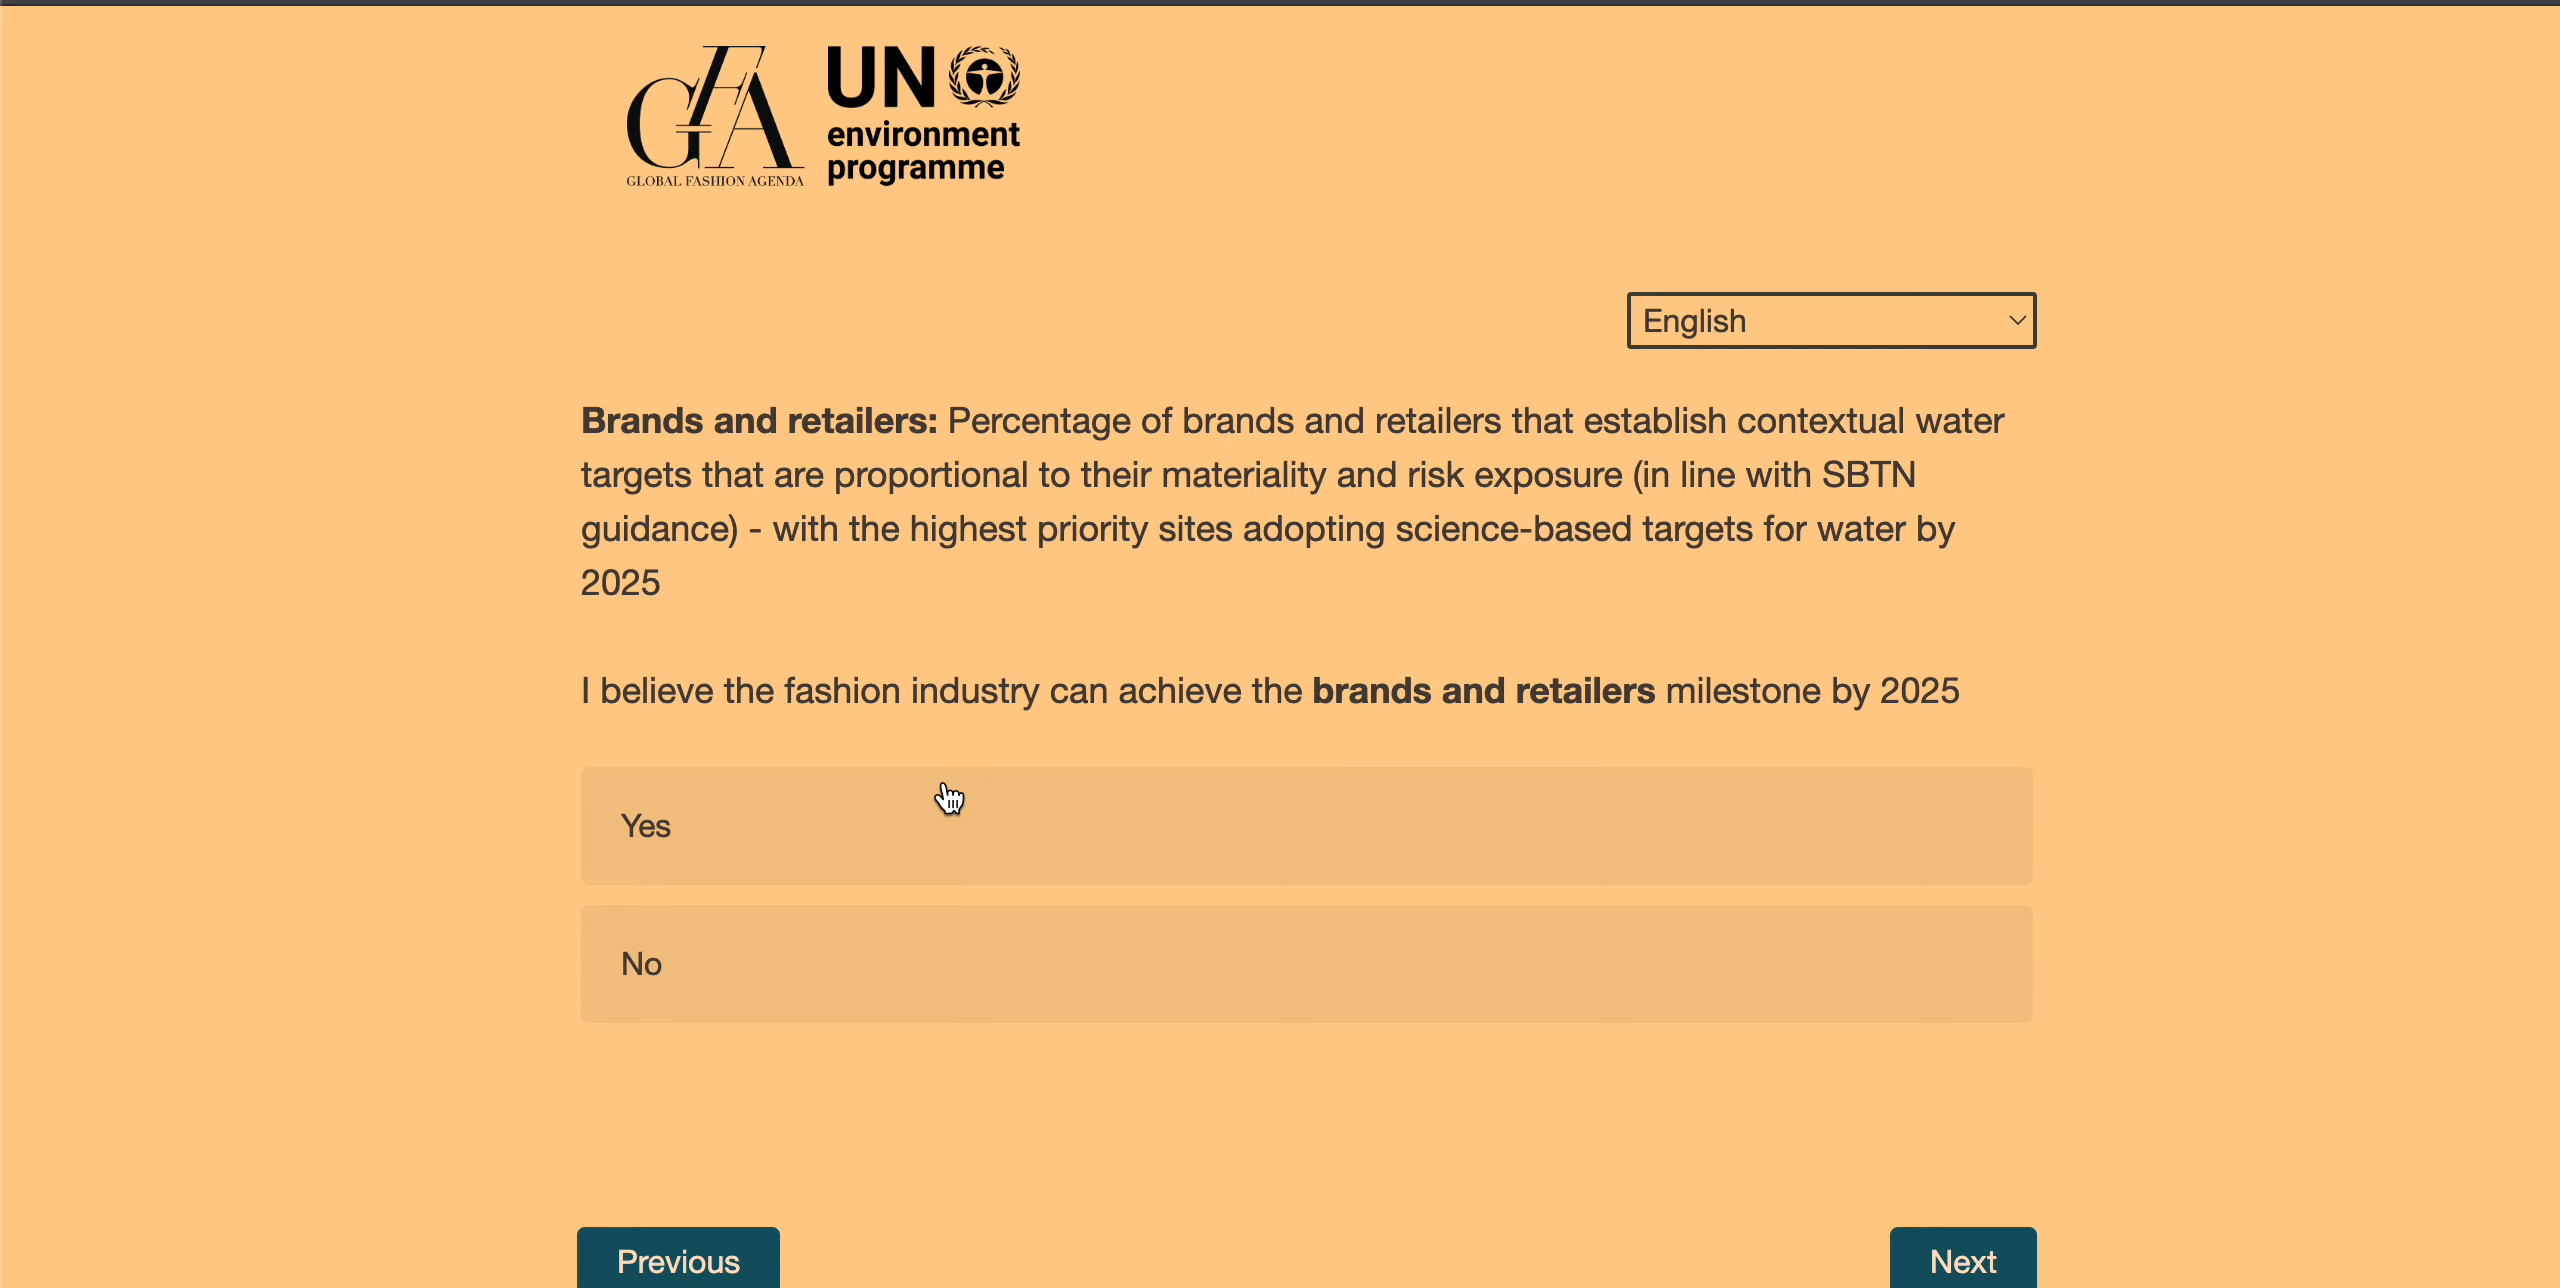 GFA
GLOBAL FASHION AGENDA
UN
environment
programme
English
Brands and retailers: Percentage of brands and retailers that establish contextual water
targets that are proportional to their materiality and risk exposure (in line with SBTN
guidance) - with the highest priority sites adopting science-based targets for water by
2025
I believe the fashion industry can achieve the brands and retailers milestone by 2025
Yes
No
Previous
Next